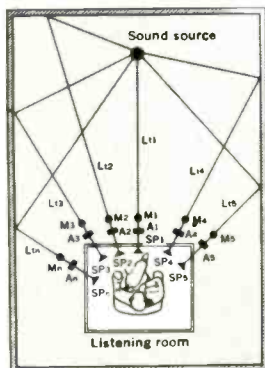 Sound source
Lt1
Lt2
Lt4
Lt3
Lt5
M3
A3
M2
A2
M1
A1
SP1
M4
A4
M5
A5
Ltn
Mn
An
SP3
SP2
SP4
SP5
SPn
Listening room